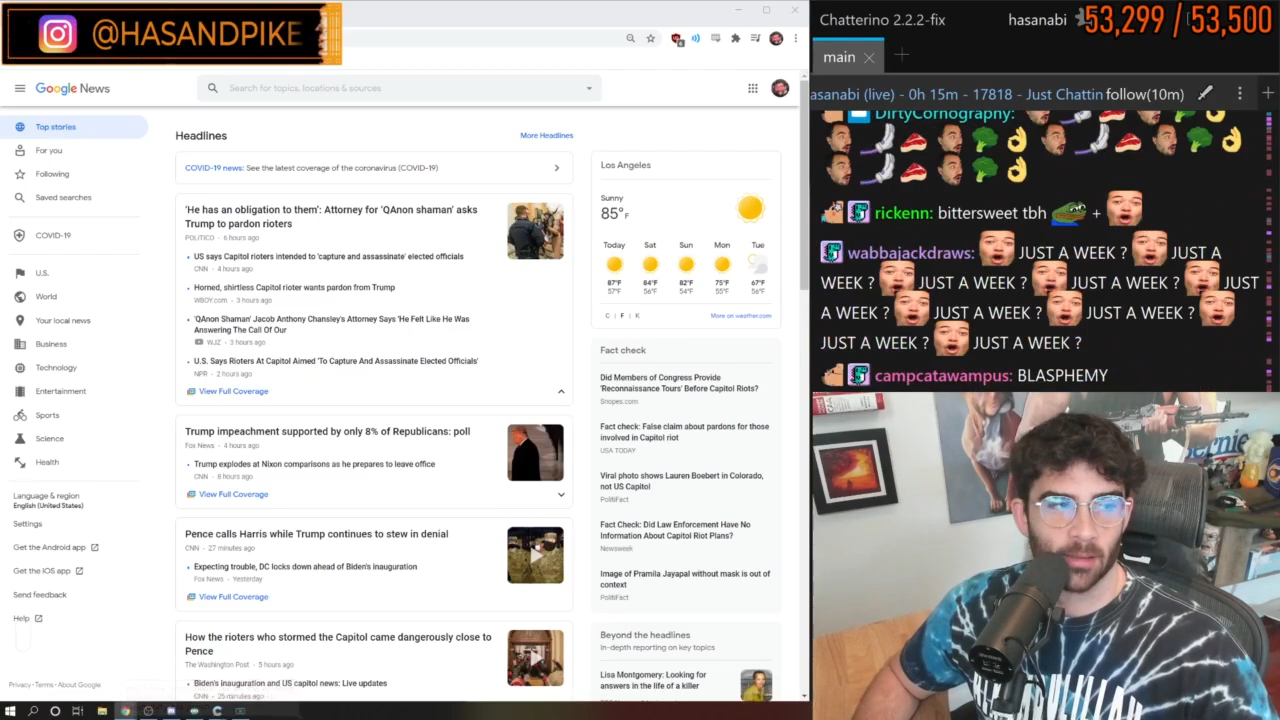 @HASANDPIKE
Chatterino 2.2.2-fix
hasanabi
53,299 / 53,500
main
asanabi (live) - 0h 15m - 17818 - Just Chattin
follow(10m)
Google News
Search for topics, locations & sources
Top stories
For you
Following
Saved searches
COVID-19
U.S.
World
Your local news
Business
Technology
Entertainment
Sports
Science
Health
Language & region
English (United States)
Settings
Get the Android app
Get the iOS app
Send feedback
Help
Privacy · Terms · About Google
Headlines
More Headlines
COVID-19 news: See the latest coverage of the coronavirus (COVID-19)
'He has an obligation to them': Attorney for 'QAnon shaman' asks
Trump to pardon rioters
POLITICO • 6 hours ago
US says Capitol rioters intended to 'capture and assassinate' elected officials
CNN • 4 hours ago
Horned, shirtless Capitol rioter wants pardon from Trump
WBOY.com • 3 hours ago
'QAnon Shaman' Jacob Anthony Chansley's Attorney Says 'He Felt Like He Was
Answering The Call Of Our
WJZ • 3 hours ago
U.S. Says Rioters At Capitol Aimed 'To Capture And Assassinate Elected Officials'
NPR • 2 hours ago
View Full Coverage
Trump impeachment supported by only 8% of Republicans: poll
Fox News • 4 hours ago
Trump explodes at Nixon comparisons as he prepares to leave office
CNN • 8 hours ago
View Full Coverage
Pence calls Harris while Trump continues to stew in denial
CNN • 27 minutes ago
Expecting trouble, DC locks down ahead of Biden's inauguration
Fox News • Yesterday
View Full Coverage
How the rioters who stormed the Capitol came dangerously close to
Pence
The Washington Post • 5 hours ago
Biden's inauguration and US capitol news: Live updates
CNN • 25 minutes ago
Los Angeles
Sunny
85° F
Today
Sat
Sun
Mon
Tue
87°F
84°F
82°F
75°F
67°F
57°F
56°F
54°F
55°F
56°F
C | F | K
More on weather.com
Fact check
Did Members of Congress Provide
'Reconnaissance Tours' Before Capitol Riots?
Snopes.com
Fact check: False claim about pardons for those
involved in Capitol riot
USA TODAY
Viral photo shows Lauren Boebert in Colorado,
not US Capitol
PolitiFact
Fact Check: Did Law Enforcement Have No
Information About Capitol Riot Plans?
Newsweek
Image of Pramila Jayapal without mask is out of
context
PolitiFact
Beyond the headlines
In-depth reporting on key topics
Lisa Montgomery: Looking for
answers in the life of a killer
DirtyCornography:
rickenn: bittersweet tbh +
wabbajackdraws: JUST A WEEK ? JUST A
WEEK ? JUST A WEEK ? JUST A WEEK ? JUST
A WEEK ? JUST A WEEK ? JUST A WEEK ?
JUST A WEEK ? JUST A WEEK ?
campcatawampus: BLASPHEMY
Bernie